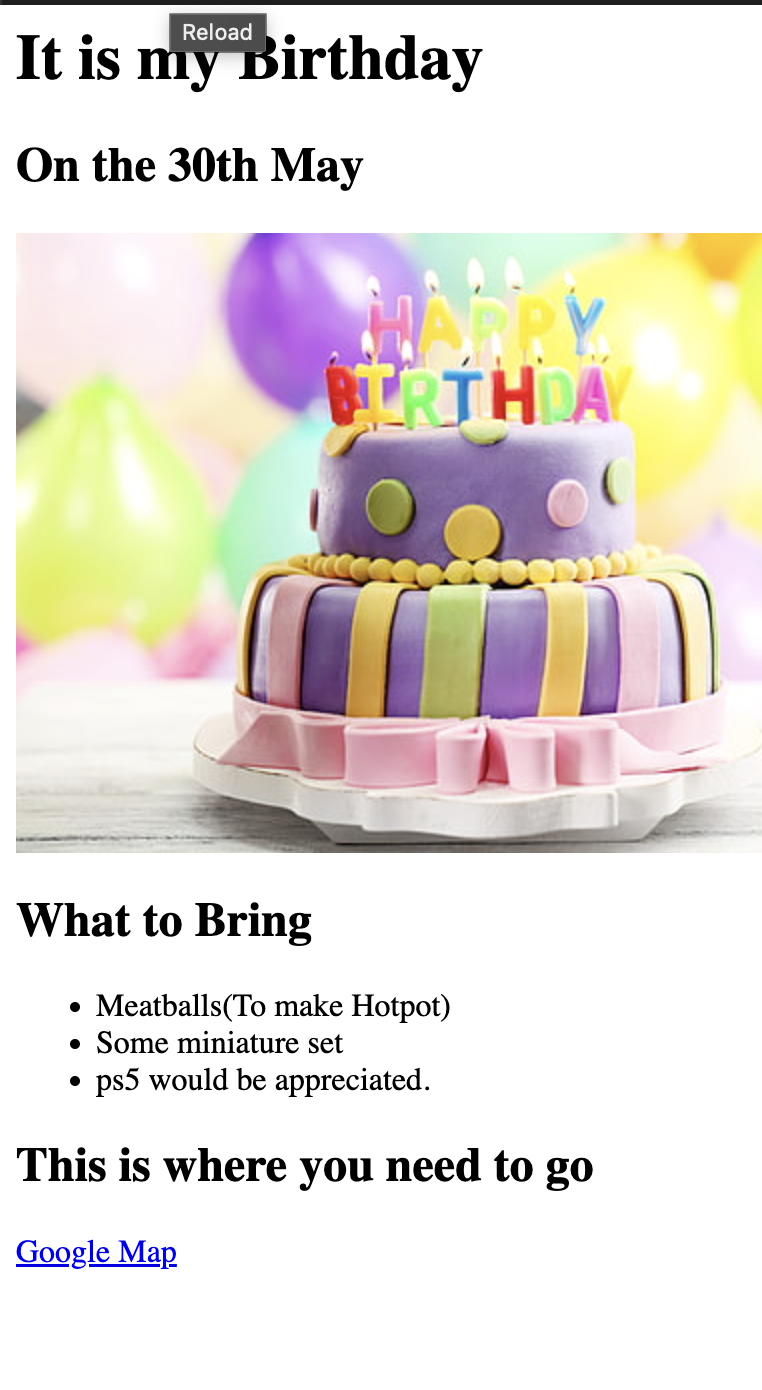 Reload
It is my Birthday
On the 30th May
HAPPY
BIRTHDAY
What to Bring
Meatballs(To make Hotpot)
Some miniature set
ps5 would be appreciated.
This is where you need to go
Google Map